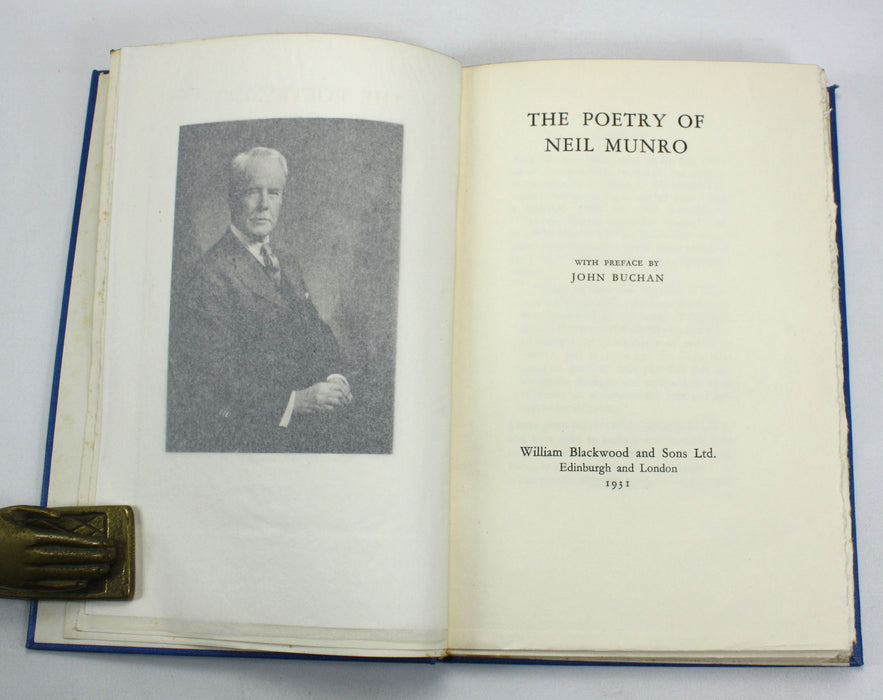 THE POETRY OF
NEIL MUNRO
WITH PREFACE BY
JOHN BUCHAN
William Blackwood and Sons Ltd.
Edinburgh and London
1931